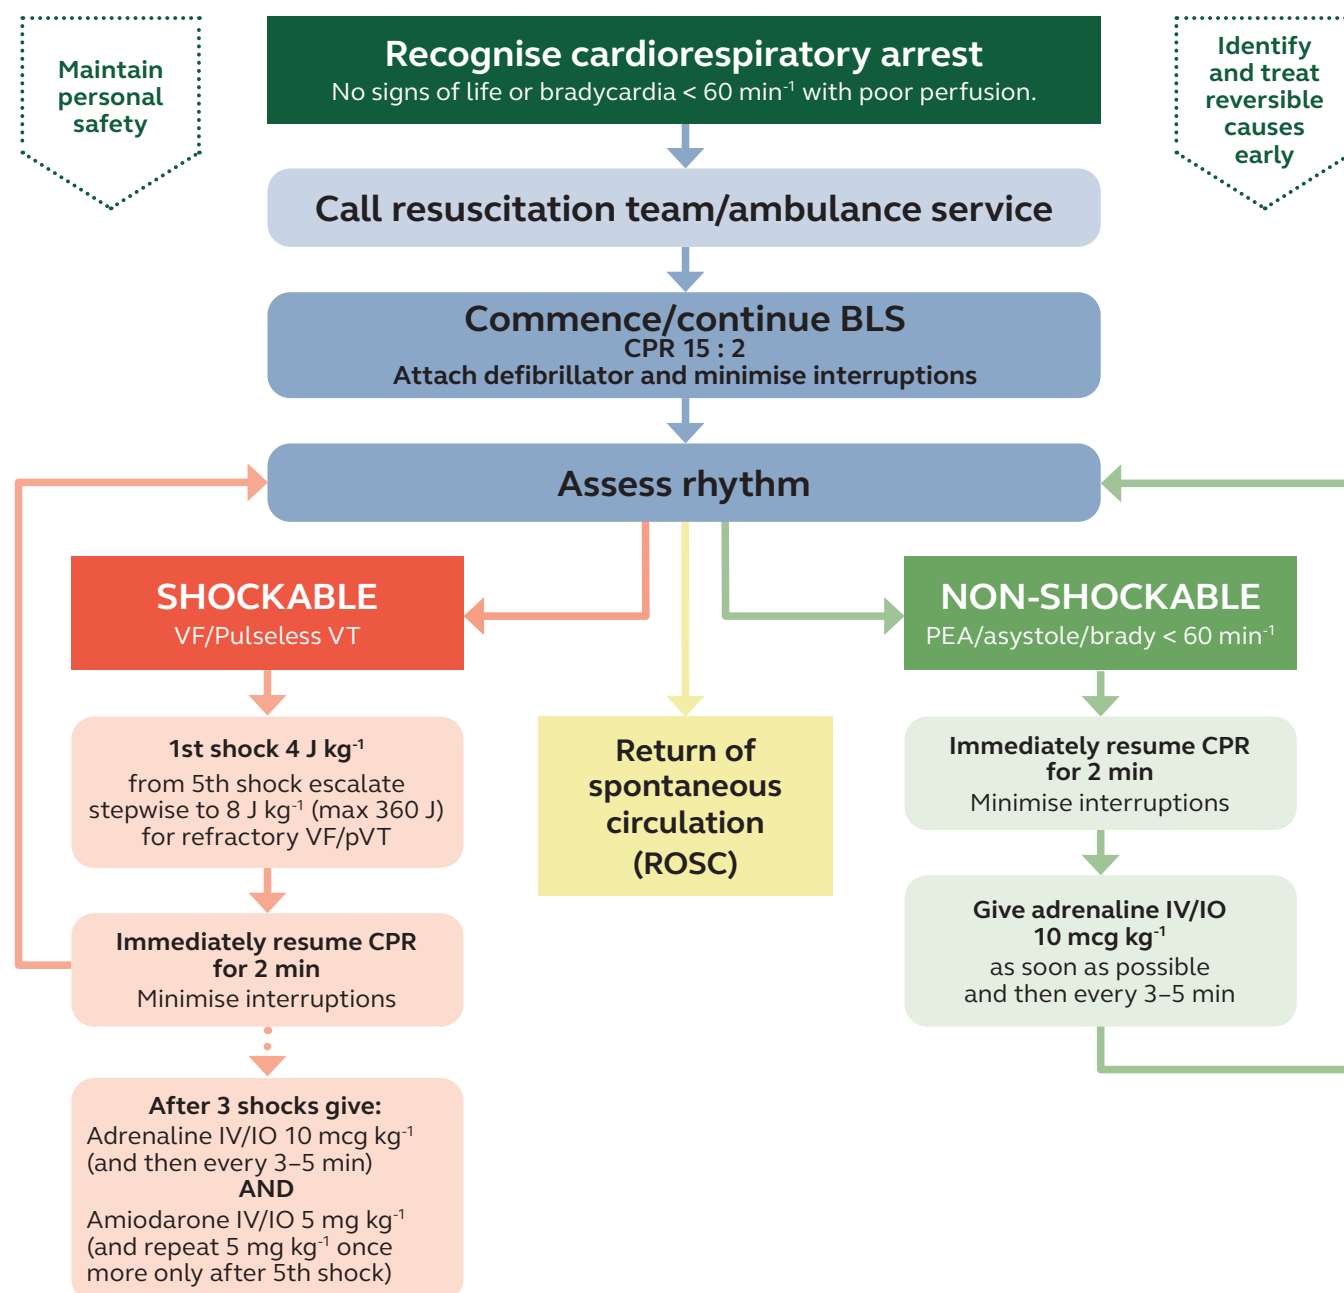 Maintain
personal
safety
Recognise cardiorespiratory arrest
No signs of life or bradycardia < 60 min⁻¹ with poor perfusion.
Identify
and treat
reversible
causes
early
Call resuscitation team/ambulance service
Commence/continue BLS
CPR 15 : 2
Attach defibrillator and minimise interruptions
Assess rhythm
SHOCKABLE
VF/Pulseless VT
1st shock 4 J kg⁻¹
from 5th shock escalate
stepwise to 8 J kg⁻¹ (max 360 J)
for refractory VF/pVT
Immediately resume CPR
for 2 min
Minimise interruptions
After 3 shocks give:
Adrenaline IV/IO 10 mcg kg⁻¹
(and then every 3–5 min)
AND
Amiodarone IV/IO 5 mg kg⁻¹
(and repeat 5 mg kg⁻¹ once
more only after 5th shock)
Return of
spontaneous
circulation
(ROSC)
NON-SHOCKABLE
PEA/asystole/brady < 60 min⁻¹
Immediately resume CPR
for 2 min
Minimise interruptions
Give adrenaline IV/IO
10 mcg kg⁻¹
as soon as possible
and then every 3–5 min